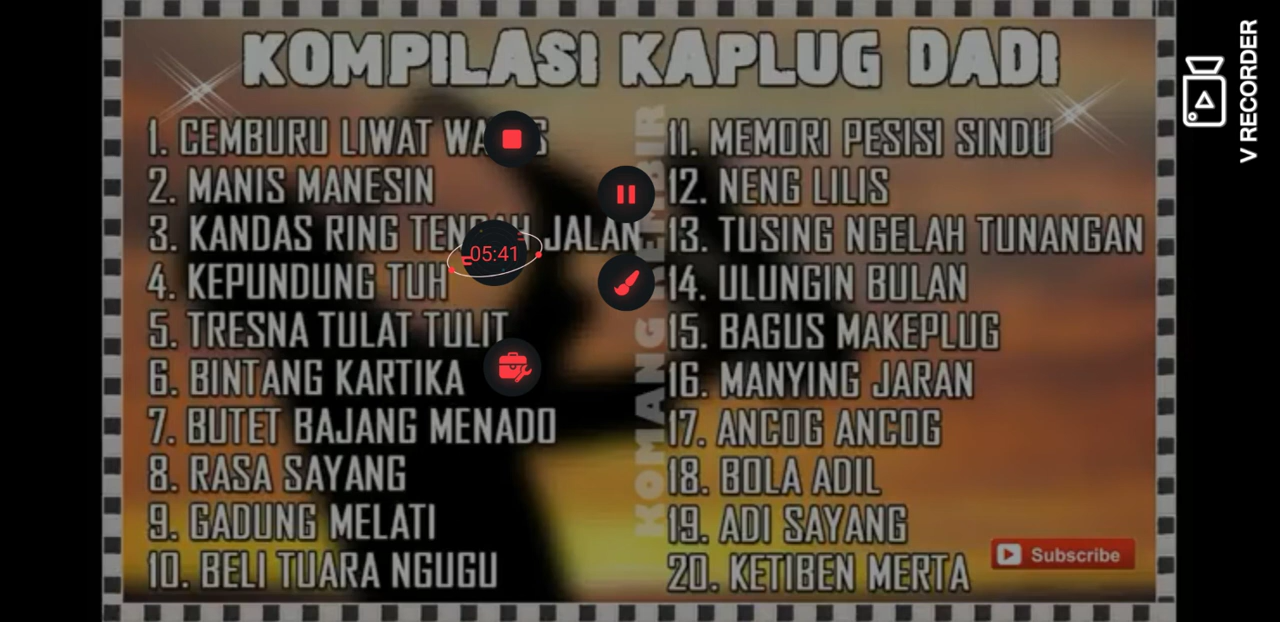 KOMPILASI KAPLUG DADI
1. CEMBURU LIWAT
2. MANIS MANESIN
3. KANDAS RING JALAN
4. KEPUNDUNG TUH
5. TRESNA TULAT TULIT
6. BINTANG KARTIKA
7. BUTET BAJANG MENADO
8. RASA SAYANG
9. GADUNG MELATI
10. BELI TUARA NGUGU
KOMANG
11. MEMORI PESISI SINDU
12. NENG LILIS
13. TUSING NGELAH TUNANGAN
14. ULUNGIN BULAN
15. BAGUS MAKEPLUG
16. MANYING JARAN
17. ANCOG ANCOG
18. BOLA ADIL
19. ADI SAYANG
20. KETIBEN MERTA
05:41
Subscribe
V RECORDER